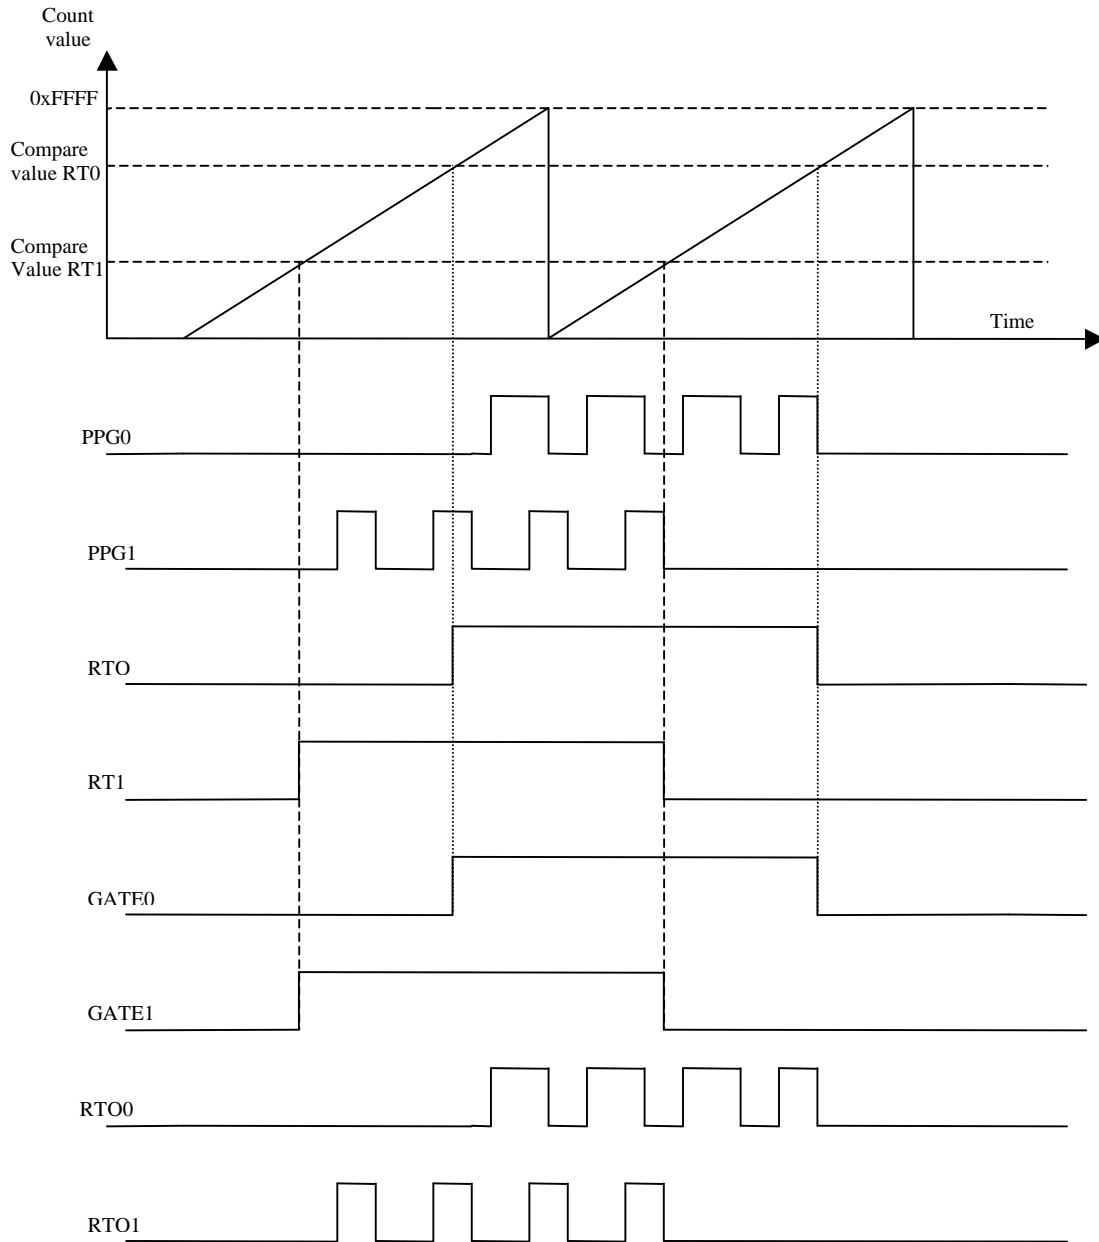 Count
value
0xFFFF
Compare
value RT0
Compare
Value RT1
Time
PPG0
PPG1
RTO
RT1
GATE0
GATE1
RTO0
RTO1